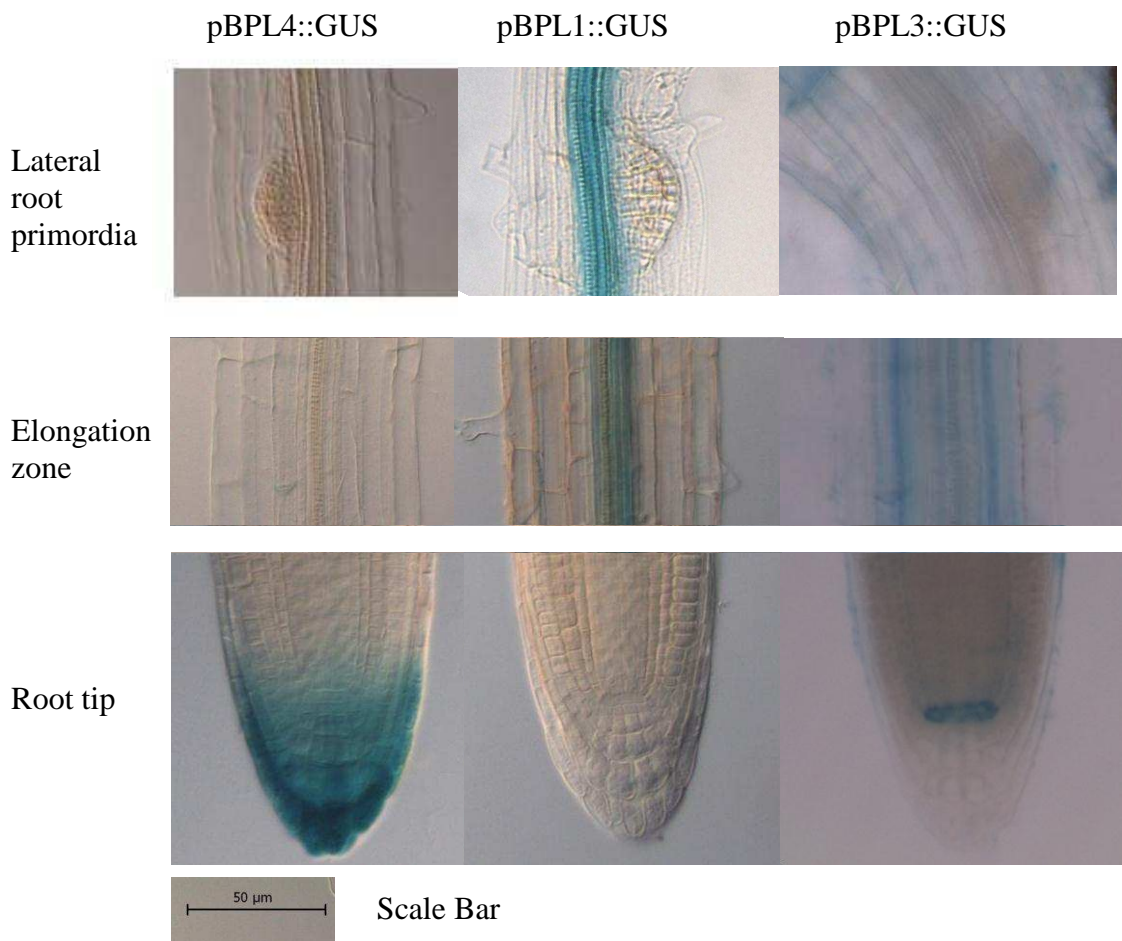 pBPL4::GUS
pBPL1::GUS
pBPL3::GUS
Lateral
root
primordia
Elongation
zone
Root tip
50 µm
Scale Bar